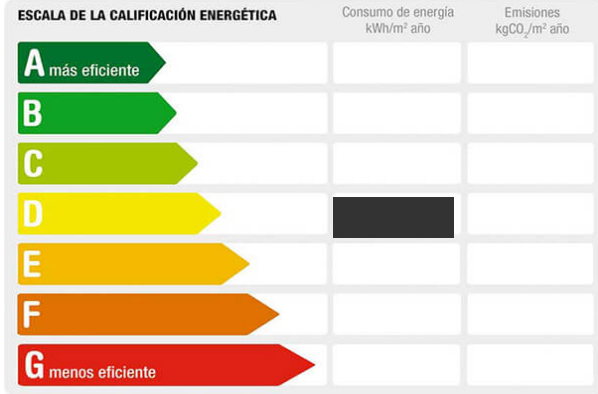 ESCALA DE LA CALIFICACIÓN ENERGÉTICA
Consumo de energía
kWh/m² año
Emisiones
kgCO₂/m² año
A más eficiente
B
C
D
E
F
G menos eficiente